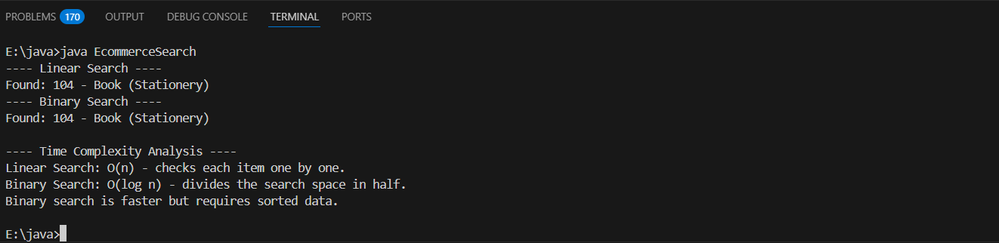 PROBLEMS 170 OUTPUT DEBUG CONSOLE TERMINAL PORTS
E:\java>java EcommerceSearch
---- Linear Search ----
Found: 104 - Book (Stationery)
---- Binary Search ----
Found: 104 - Book (Stationery)
---- Time Complexity Analysis ----
Linear Search: O(n) - checks each item one by one.
Binary Search: O(log n) - divides the search space in half.
Binary search is faster but requires sorted data.
E:\java>